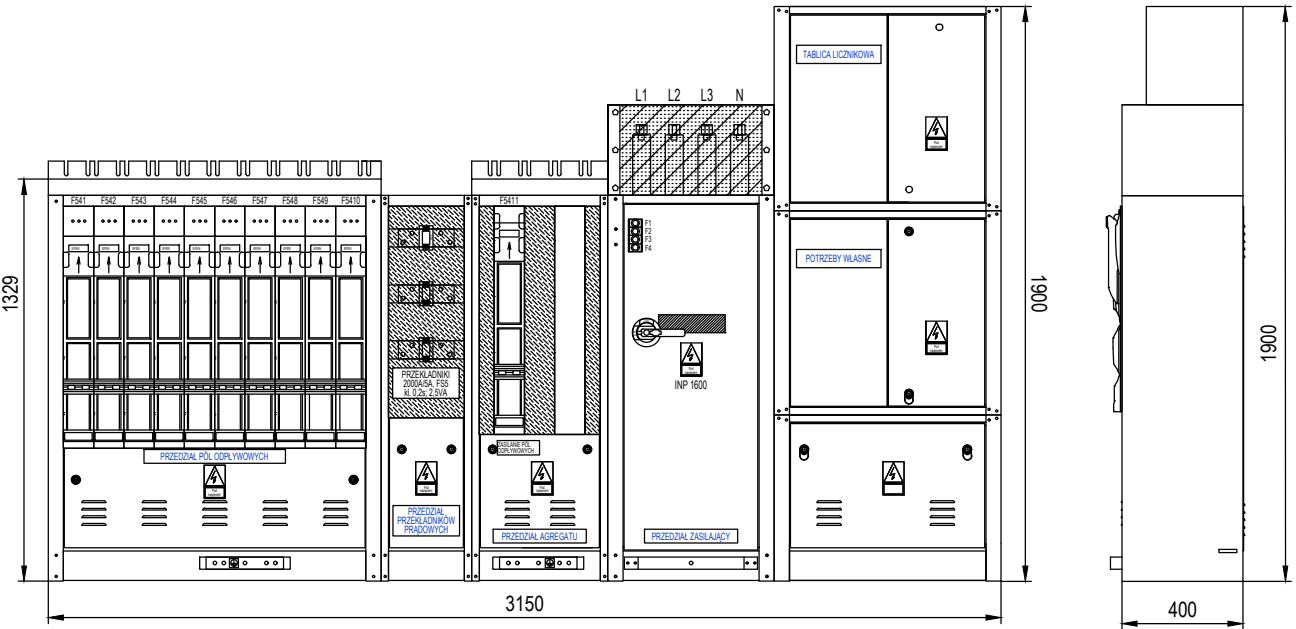 TABLICA LICZNIKOWA
L1 L2 L3 N
F541 F542 F543 F544 F545 F546 F547 F548 F549 F5410
F5411
F1
F2
F3
F4
POTRZEBY WŁASNE
1329
1900
1900
INP 1600
PRZEKŁADNIKI
2000A/5A, FS5
kl. 0,2s; 2,5VA
ZASILANIE PÓL
ODPŁYWOWYCH
PRZEDZIAŁ PÓL ODPŁYWOWYCH
PRZEDZIAŁ
PRZEKŁADNIKÓW
PRĄDOWYCH
PRZEDZIAŁ AGREGATU
PRZEDZIAŁ ZASILAJĄCY
3150
400